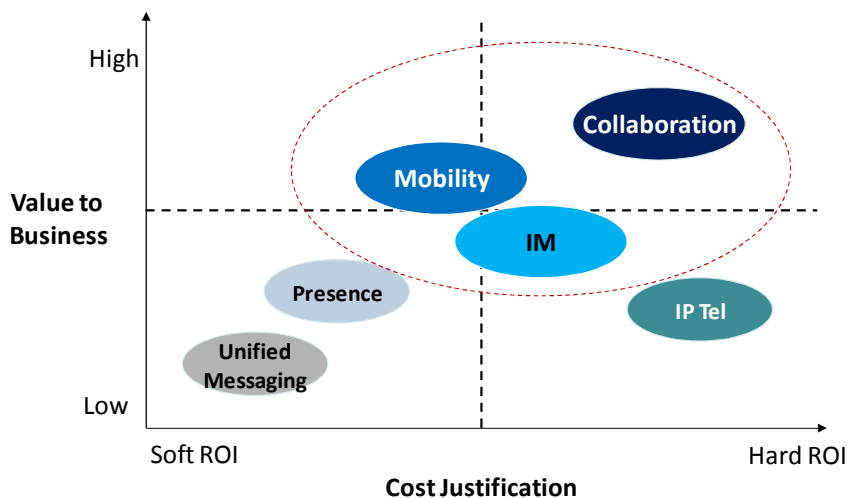 High
Collaboration
Mobility
Value to
Business
IM
Presence
IP Tel
Unified
Messaging
Low
Soft ROI
Hard ROI
Cost Justification